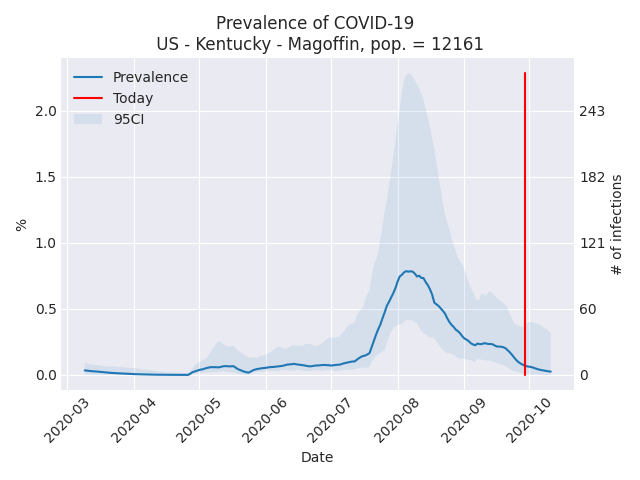 Prevalence of COVID-19
US - Kentucky - Magoffin, pop. = 12161
Prevalence
Today
95CI
2.0
1.5
1.0
0.5
0.0
%
243
182
121
60
0
# of infections
2020-03
2020-04
2020-05
2020-06
2020-07
2020-08
2020-09
2020-10
Date